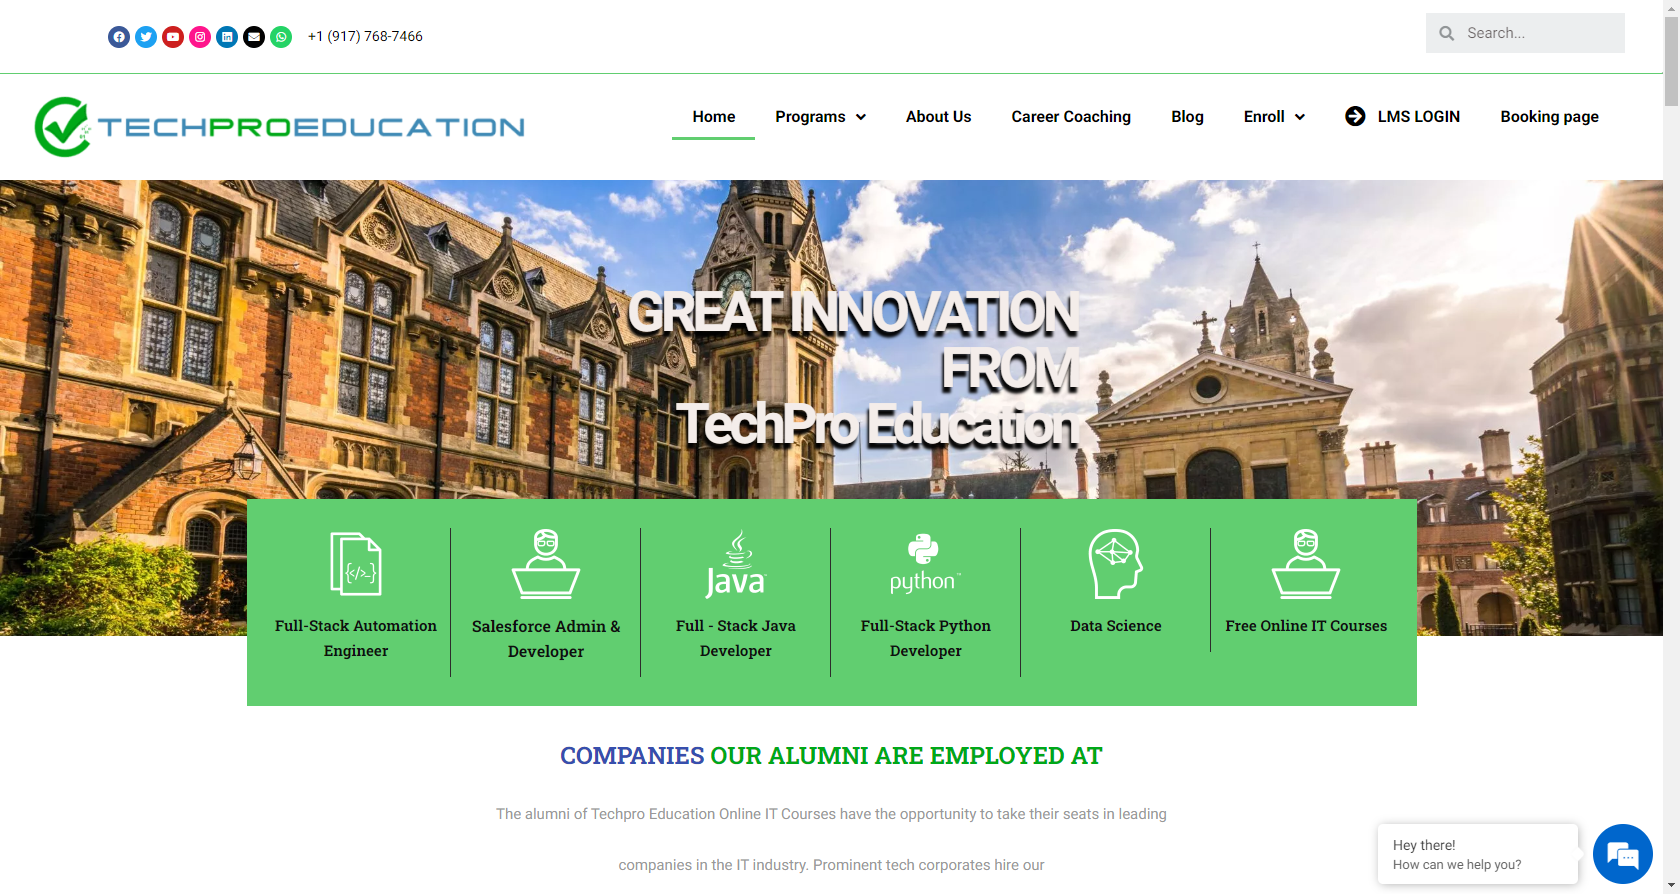 +1 (917) 768-7466
Search...
TECHPROEDUCATION
Home
Programs
About Us
Career Coaching
Blog
Enroll
LMS LOGIN
Booking page
GREAT INNOVATION
FROM
TechPro Education
Full-Stack Automation
Engineer
Salesforce Admin &
Developer
Java
Full - Stack Java
Developer
python™
Full-Stack Python
Developer
Data Science
Free Online IT Courses
COMPANIES OUR ALUMNI ARE EMPLOYED AT
The alumni of Techpro Education Online IT Courses have the opportunity to take their seats in leading
companies in the IT industry. Prominent tech corporates hire our
Hey there!
How can we help you?